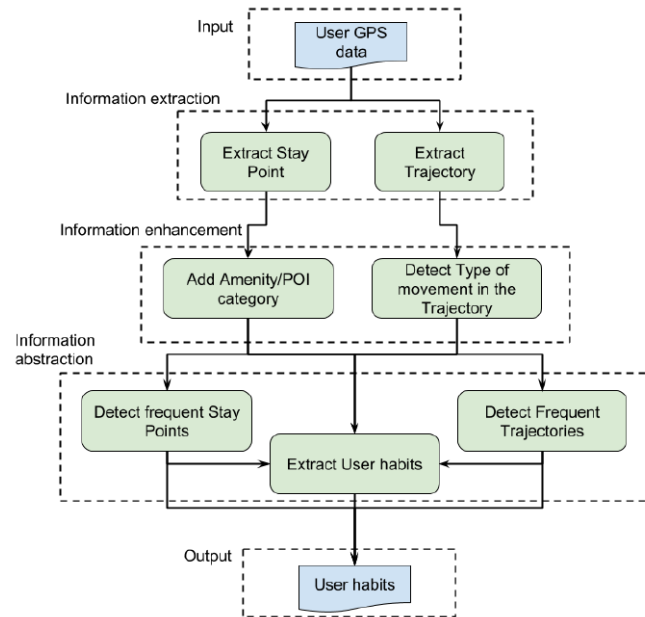 Input
User GPS
data
Information extraction
Extract Stay
Point
Extract
Trajectory
Information enhancement
Add Amenity/POI
category
Detect Type of
movement in the
Trajectory
Information
abstraction
Detect frequent Stay
Points
Detect Frequent
Trajectories
Extract User habits
Output
User habits